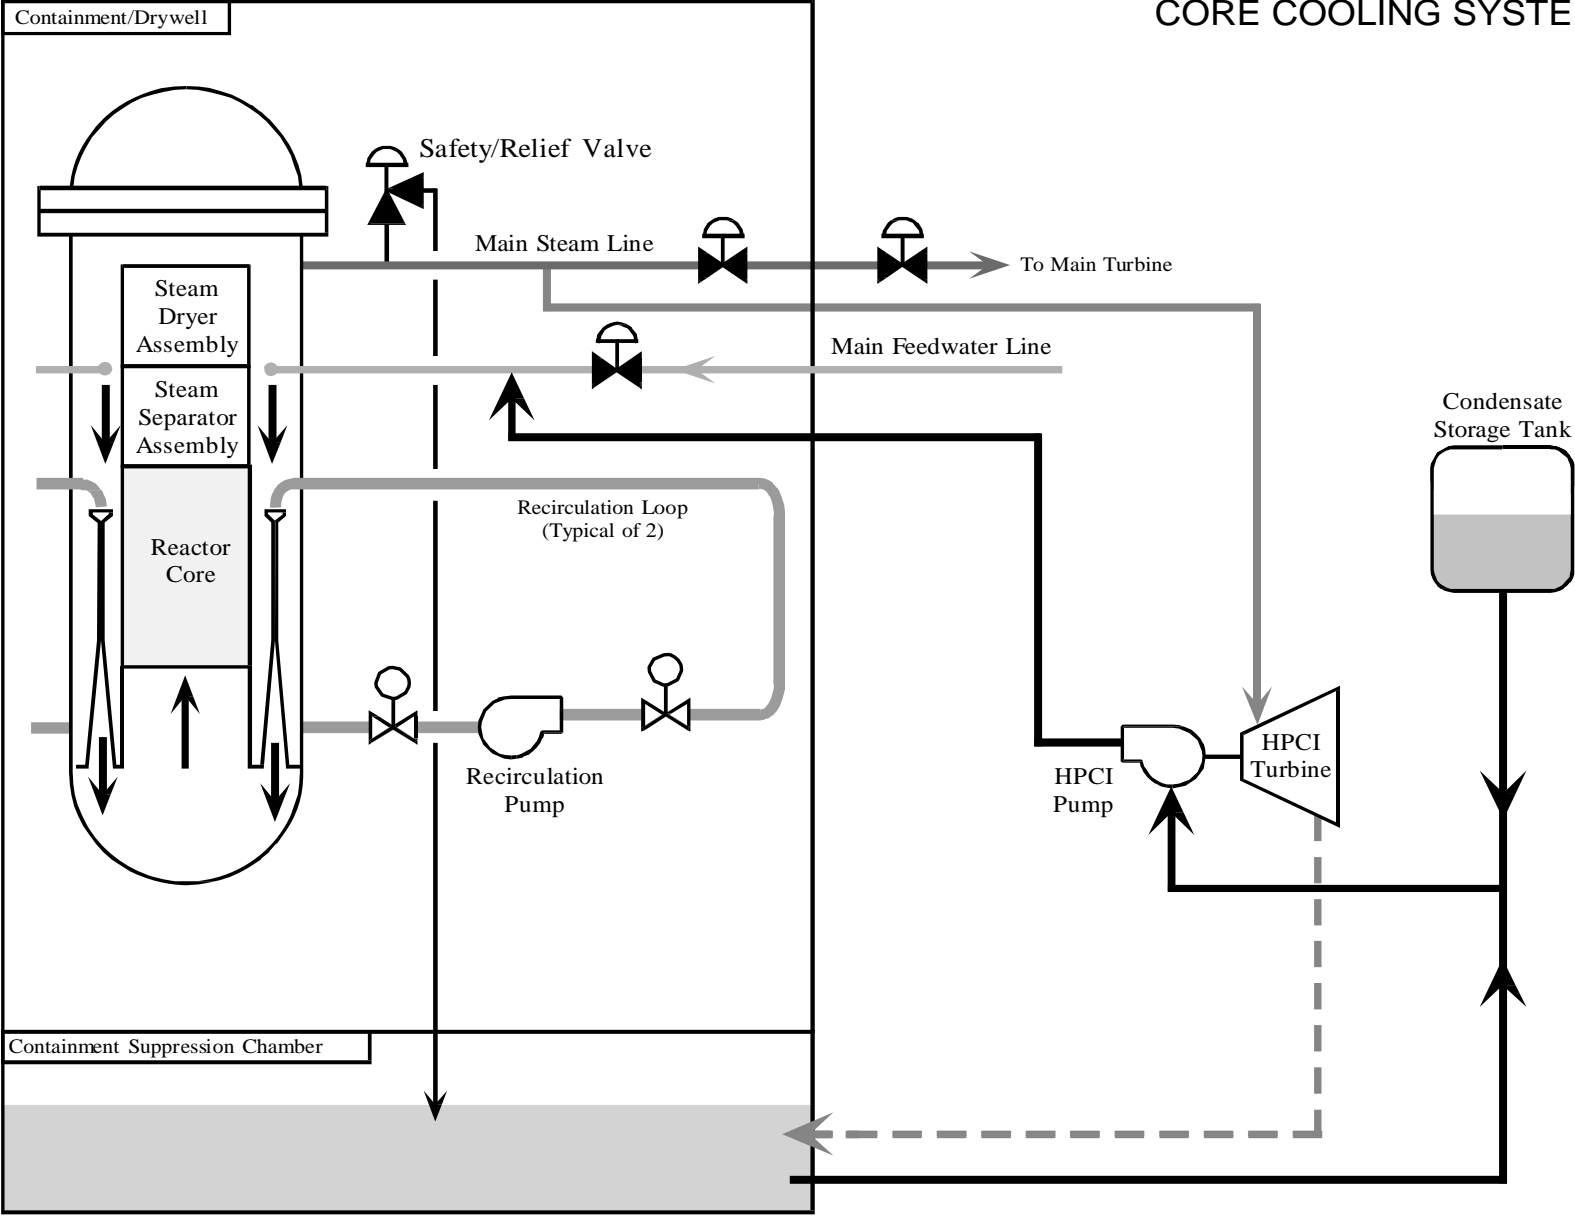 Containment/Drywell
CORE COOLING SYSTE
Safety/Relief Valve
Main Steam Line
To Main Turbine
Steam
Dryer
Assembly
Main Feedwater Line
Steam
Separator
Assembly
Condensate
Storage Tank
Recirculation Loop
(Typical of 2)
Reactor
Core
Recirculation
Pump
HPCI
Pump
HPCI
Turbine
Containment Suppression Chamber